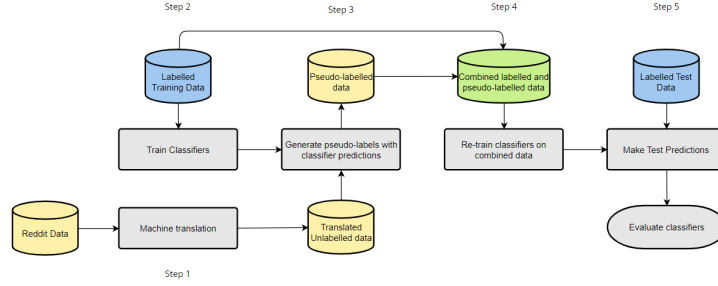 Step 2
Step 3
Step 4
Step 5
Labelled
Training Data
Pseudo-labelled
data
Combined labelled and
pseudo-labelled data
Labelled Test
Data
Train Classifiers
Generate pseudo-labels with
classifier predictions
Re-train classifiers on
combined data
Make Test Predictions
Reddit Data
Machine translation
Translated
Unlabelled data
Evaluate classifiers
Step 1